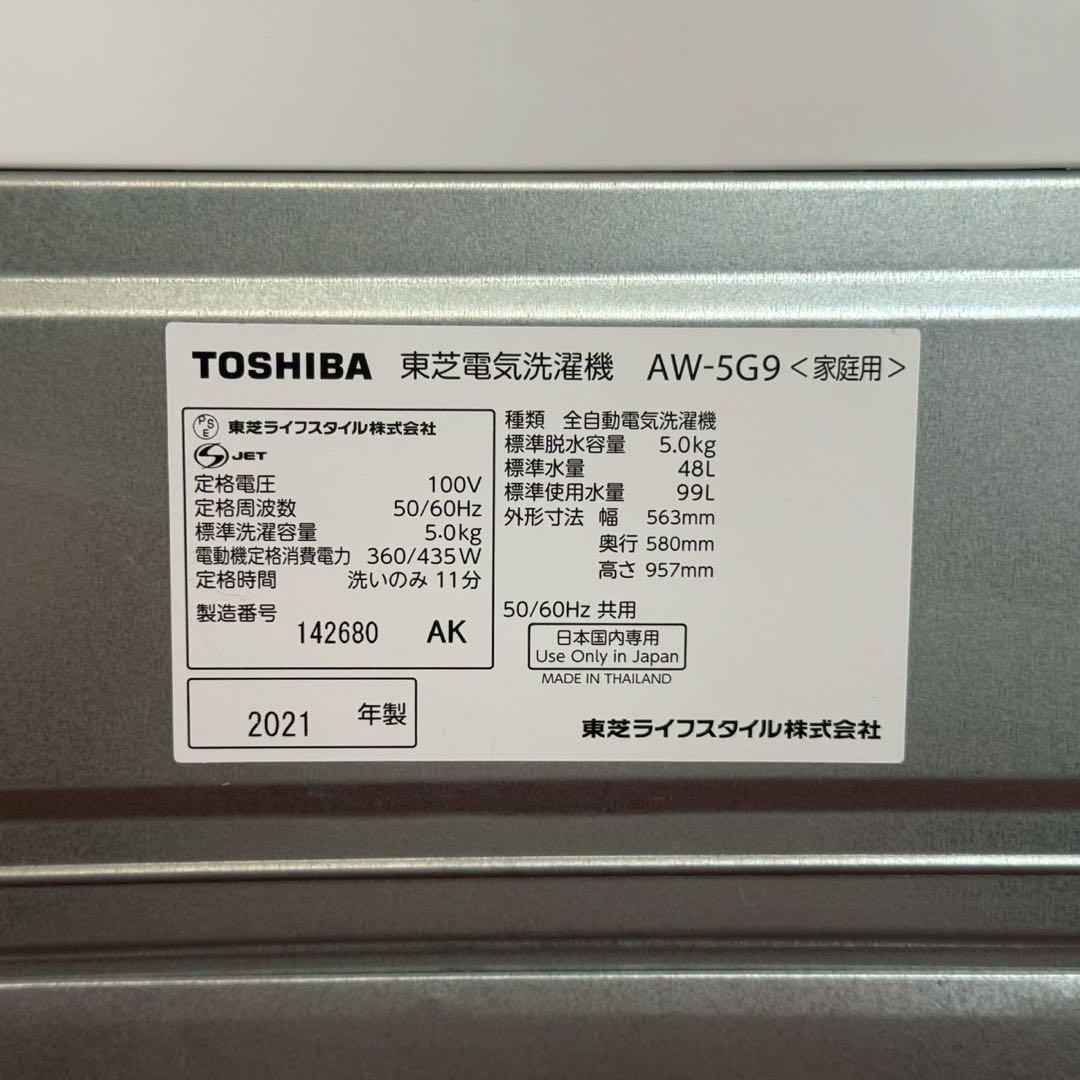 TOSHIBA 東芝電気洗濯機 AW-5G9 <家庭用>
PSE 東芝ライフスタイル株式会社
S JET
定格電圧 100V
定格周波数 50/60Hz
標準洗濯容量 5.0kg
電動機定格消費電力 360/435W
定格時間 洗いのみ 11分
製造番号 142680 AK
2021 年製
種類 全自動電気洗濯機
標準脱水容量 5.0kg
標準水量 48L
標準使用水量 99L
外形寸法 幅 563mm
奥行 580mm
高さ 957mm
50/60Hz 共用
日本国内専用
Use Only in Japan
MADE IN THAILAND
東芝ライフスタイル株式会社